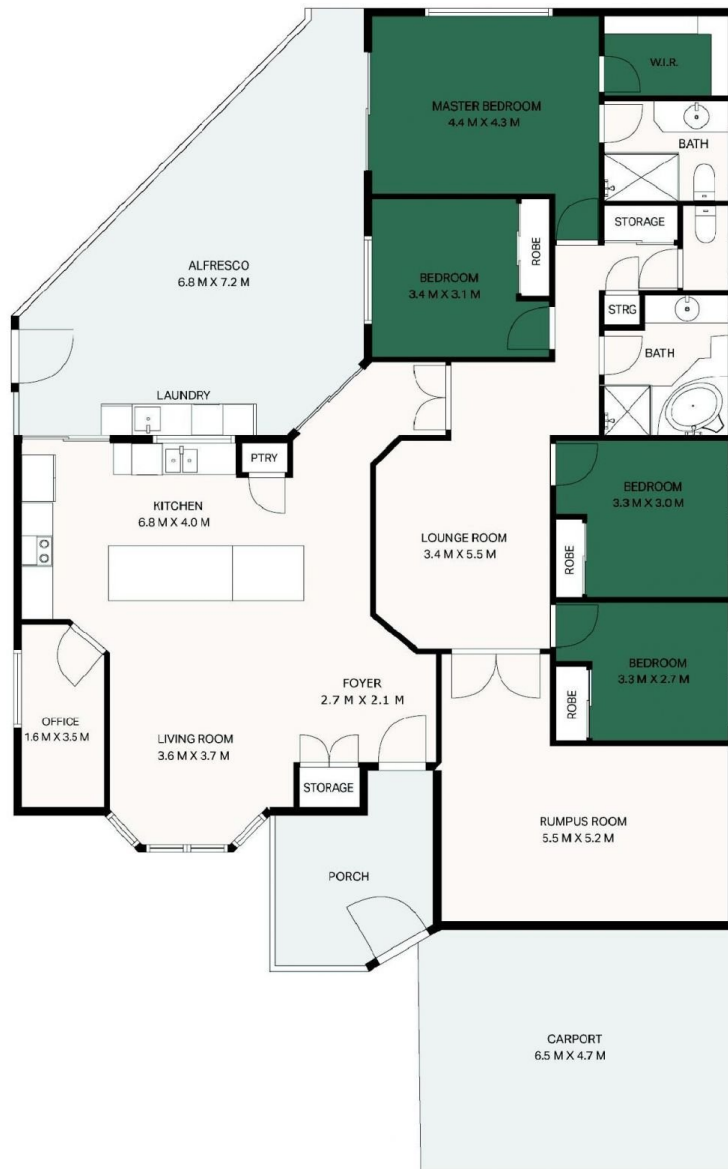 W.I.R.
MASTER BEDROOM
4.4 M X 4.3 M
BATH
STORAGE
ROBE
BEDROOM
3.4 M X 3.1 M
ALFRESCO
6.8 M X 7.2 M
STRG
BATH
LAUNDRY
PTRY
KITCHEN
6.8 M X 4.0 M
BEDROOM
3.3 M X 3.0 M
LOUNGE ROOM
3.4 M X 5.5 M
ROBE
BEDROOM
3.3 M X 2.7 M
ROBE
FOYER
2.7 M X 2.1 M
OFFICE
1.6 M X 3.5 M
LIVING ROOM
3.6 M X 3.7 M
STORAGE
RUMPUS ROOM
5.5 M X 5.2 M
PORCH
CARPORT
6.5 M X 4.7 M